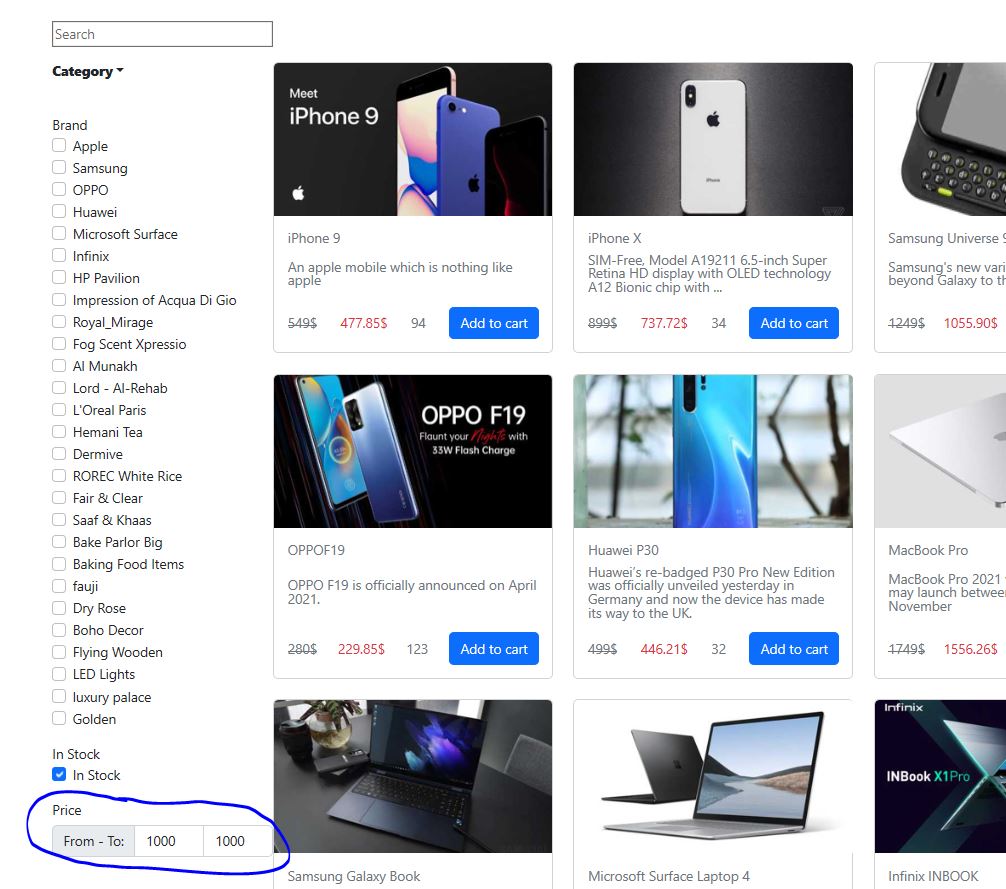 Search
Category
Brand
Apple
Samsung
OPPO
Huawei
Microsoft Surface
Infinix
HP Pavilion
Impression of Acqua Di Gio
Royal_Mirage
Fog Scent Xpressio
Al Munakh
Lord - Al-Rehab
L'Oreal Paris
Hemani Tea
Dermive
ROREC White Rice
Fair & Clear
Saaf & Khaas
Bake Parlor Big
Baking Food Items
fauji
Dry Rose
Boho Decor
Flying Wooden
LED Lights
luxury palace
Golden
In Stock
In Stock
Price
From - To: 1000 1000
Meet
iPhone 9
iPhone 9
An apple mobile which is nothing like
apple
549$ 477.85$ 94 Add to cart
iPhone
iPhone X
SIM-Free, Model A19211 6.5-inch Super
Retina HD display with OLED technology
A12 Bionic chip with ...
899$ 737.72$ 34 Add to cart
Samsung Universe 9
Samsung's new vari
beyond Galaxy to th
1249$ 1055.90$
OPPO F19
Flaunt your Nights with
33W Flash Charge
OPPOF19
OPPO F19 is officially announced on April
2021.
280$ 229.85$ 123 Add to cart
Huawei P30
Huawei's re-badged P30 Pro New Edition
was officially unveiled yesterday in
Germany and now the device has made
its way to the UK.
499$ 446.21$ 32 Add to cart
MacBook Pro
MacBook Pro 2021
may launch between
November
1749$ 1556.26$
Samsung Galaxy Book
Microsoft Surface Laptop 4
Infinix
INBook X1Pro
Infinix INBOOK